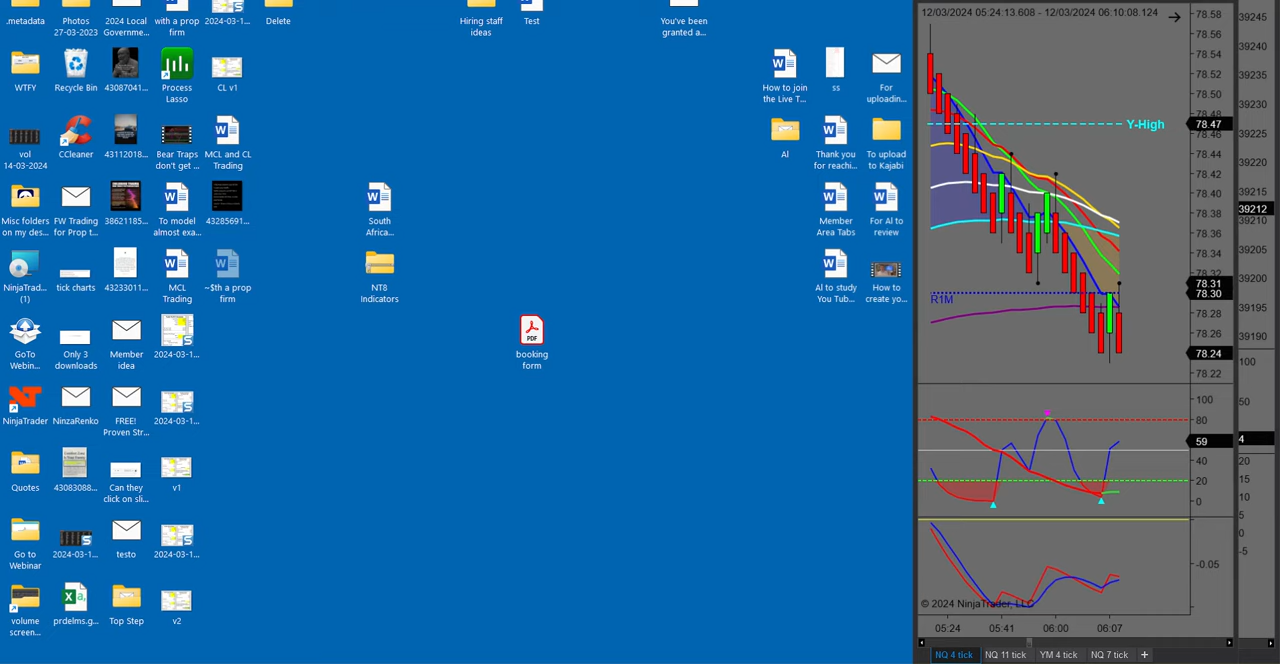 .metadata
Photos
27-03-2023
2024 Local
Governme...
with a prop
firm
2024-03-1...
Delete
Hiring staff
ideas
Test
You've been
granted a...
WTFY
Recycle Bin
43087041...
Process
Lasso
CL v1
How to join
the Live T...
ss
For
uploadin...
vol
14-03-2024
CCleaner
43112018...
Bear Traps
don't get ...
MCL and CL
Trading
Al
Thank you
for reachi...
To upload
to Kajabi
Misc folders
on my des...
FW Trading
for Prop t...
38621185...
To model
almost exa...
43285691...
South
Africa...
Member
Area Tabs
For Al to
review
NinjaTrad...
(1)
tick charts
43233011...
MCL
Trading
~$th a prop
firm
NT8
Indicators
Al to study
You Tub...
How to
create yo...
GoTo
Webin...
Only 3
downloads
Member
idea
2024-03-1...
PDF
booking
form
NinjaTrader
NinzaRenko
FREE!
Proven Str...
2024-03-1...
Quotes
43083088...
Can they
click on sli...
v1
Go to
Webinar
2024-03-1...
testo
2024-03-1...
volume
screen...
prdelms.g...
Top Step
v2
12/03/2024 05:24:13.608 - 12/03/2024 06:10:08.124
Y-High
R1M
78.58
78.56
78.54
78.52
78.50
78.47
78.46
78.44
78.42
78.40
78.38
78.36
78.34
78.32
78.31
78.30
78.28
78.26
78.24
78.22
100
80
59
40
20
0
-0.05
© 2024 NinjaTrader, LLC
05:24
05:41
06:00
06:07
39245
39240
39235
39230
39225
39220
39215
39212
39210
39205
39200
39195
39190
100
50
4
20
15
10
5
0
-5
NQ 4 tick
NQ 11 tick
YM 4 tick
NQ 7 tick
+